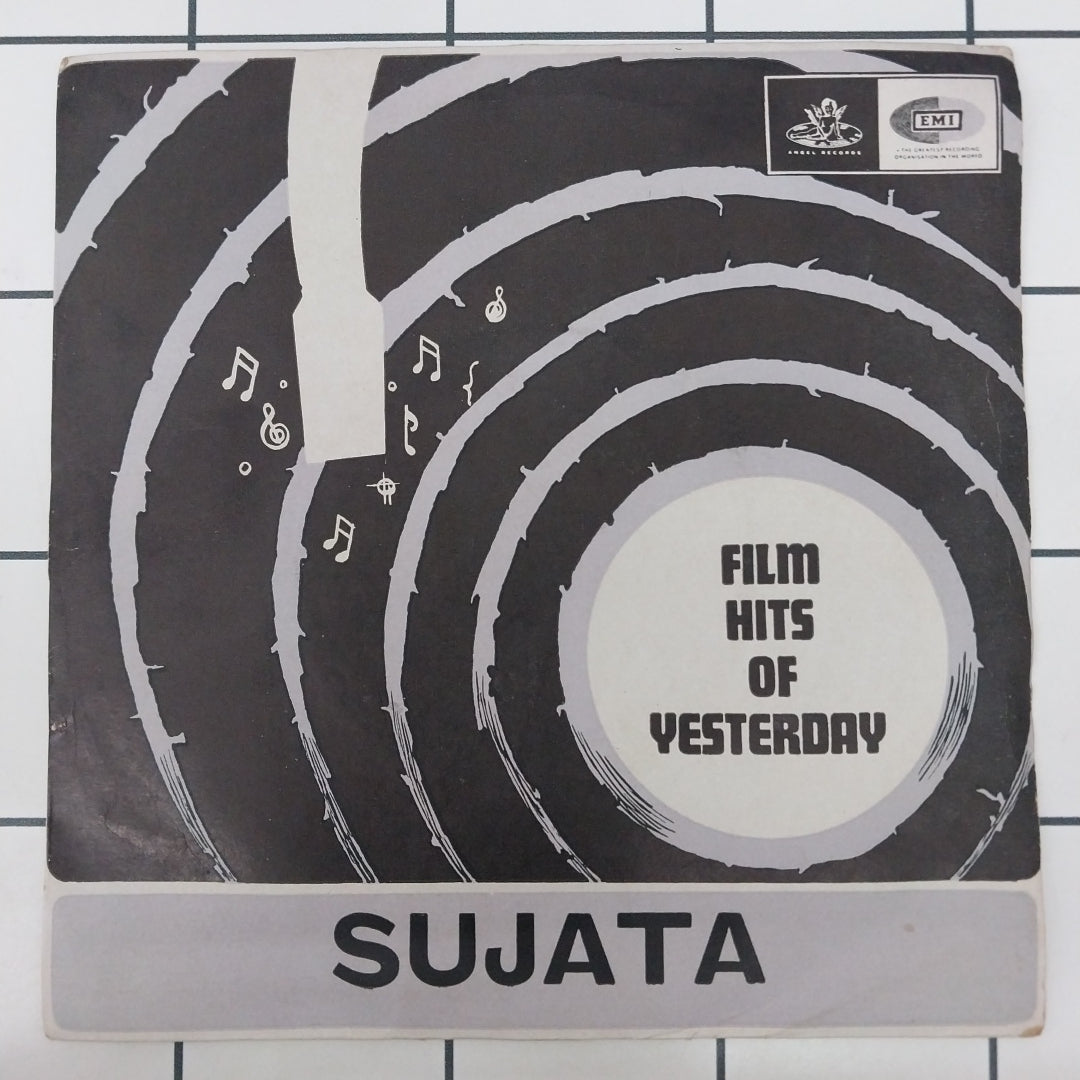 ANGEL RECORDS
EMI
THE GREATEST RECORDING
ORGANISATION IN THE WORLD
FILM
HITS
OF
YESTERDAY
SUJATA